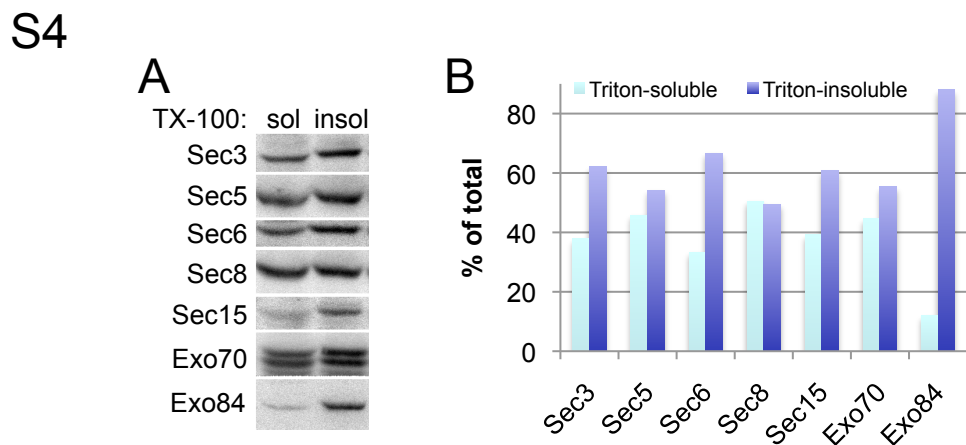 S4
A
TX-100: sol insol
Sec3
Sec5
Sec6
Sec8
Sec15
Exo70
Exo84
B
Triton-soluble Triton-insoluble
% of total
80
60
40
20
0
Sec3 Sec5 Sec6 Sec8 Sec15 Exo70 Exo84